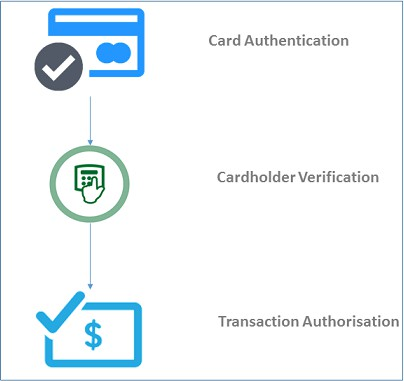 Card Authentication
Cardholder Verification
$
Transaction Authorisation